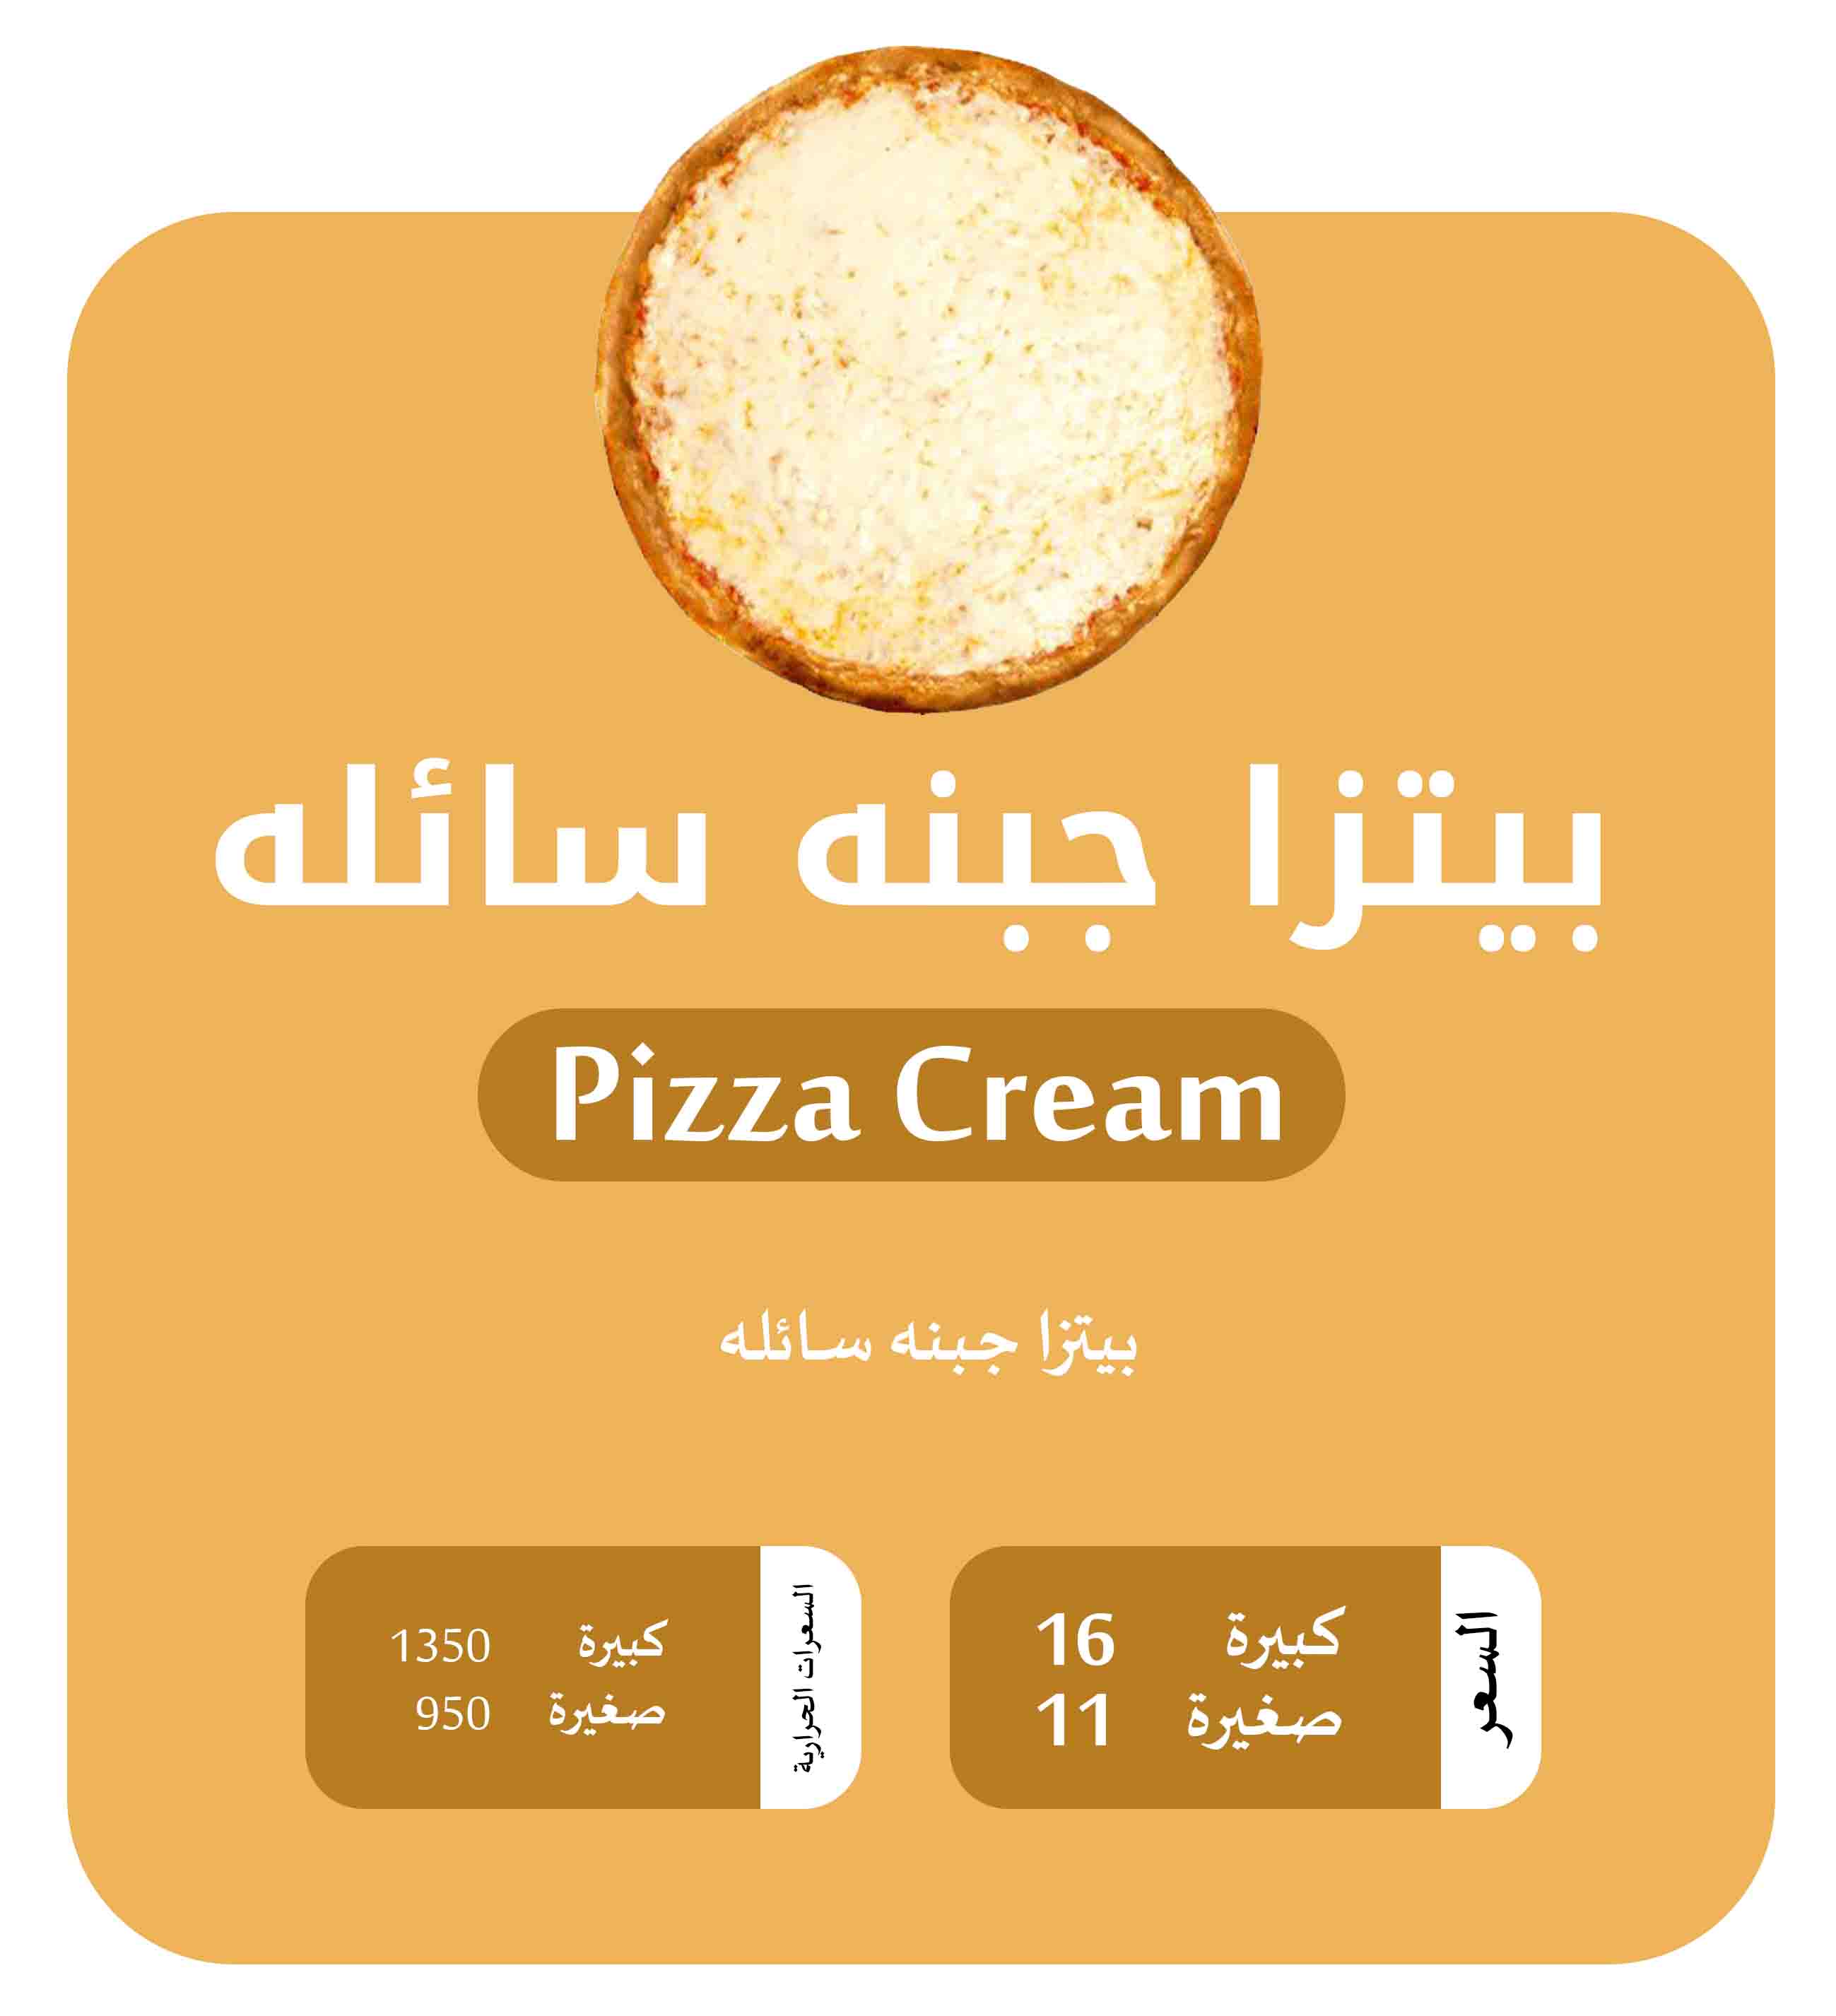 بيتزا جبنه سائله
Pizza Cream
بيتزا جبنه سائله
السعر
كبيرة 16
صغيرة 11
السعرات الحرارية
كبيرة 1350
صغيرة 950